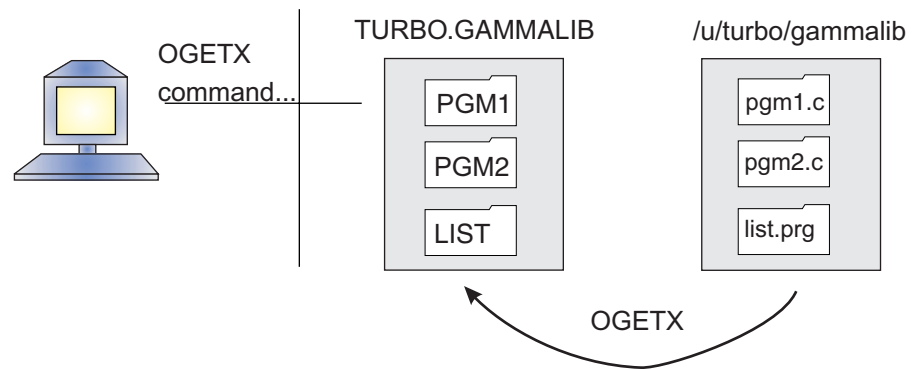 OGETX
command...
TURBO.GAMMALIB
PGM1
PGM2
LIST
/u/turbo/gammalib
pgm1.c
pgm2.c
list.prg
OGETX